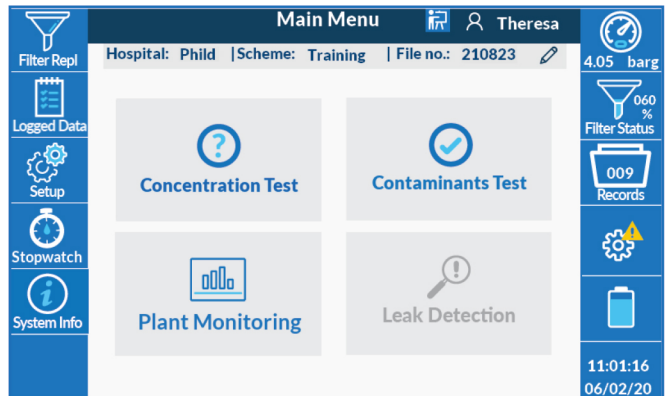 Main Menu
Theresa
Hospital: Phild |Scheme: Training | File no.: 210823
Filter Repl
Logged Data
Setup
Stopwatch
System Info
Concentration Test
Contaminants Test
Plant Monitoring
Leak Detection
4.05 barg
060
%
Filter Status
009
Records
11:01:16
06/02/20